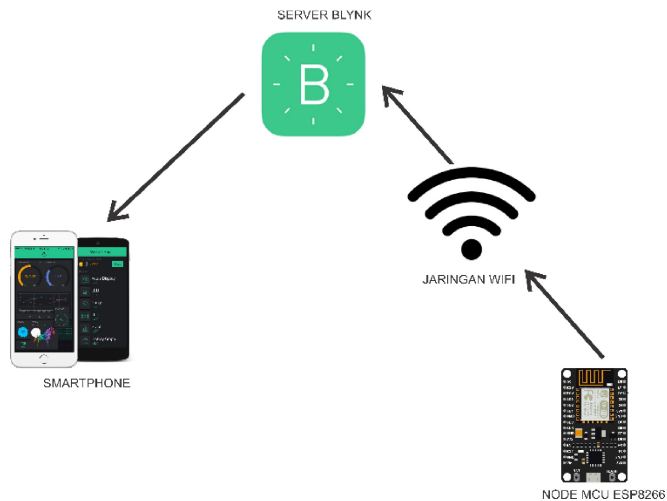 SERVER BLYNK
B
JARINGAN WIFI
SMARTPHONE
NODE MCU ESP8266